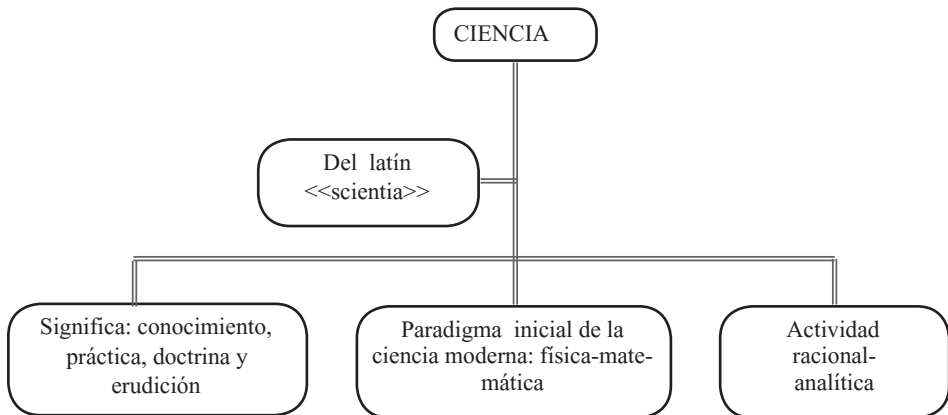 CIENCIA
Del latín
<<scientia>>
Significa: conocimiento,
práctica, doctrina y
erudición
Paradigma inicial de la
ciencia moderna: física-mate-
mática
Actividad
racional-
analítica